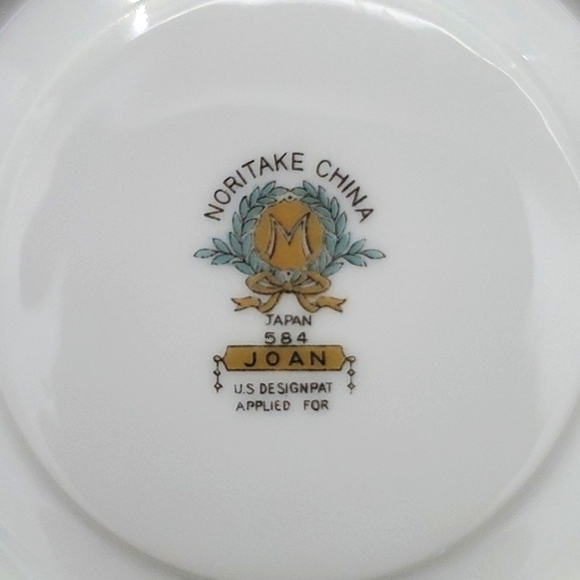 NORITAKE CHINA
M
JAPAN
584
JOAN
U.S DESIGN PAT
APPLIED FOR